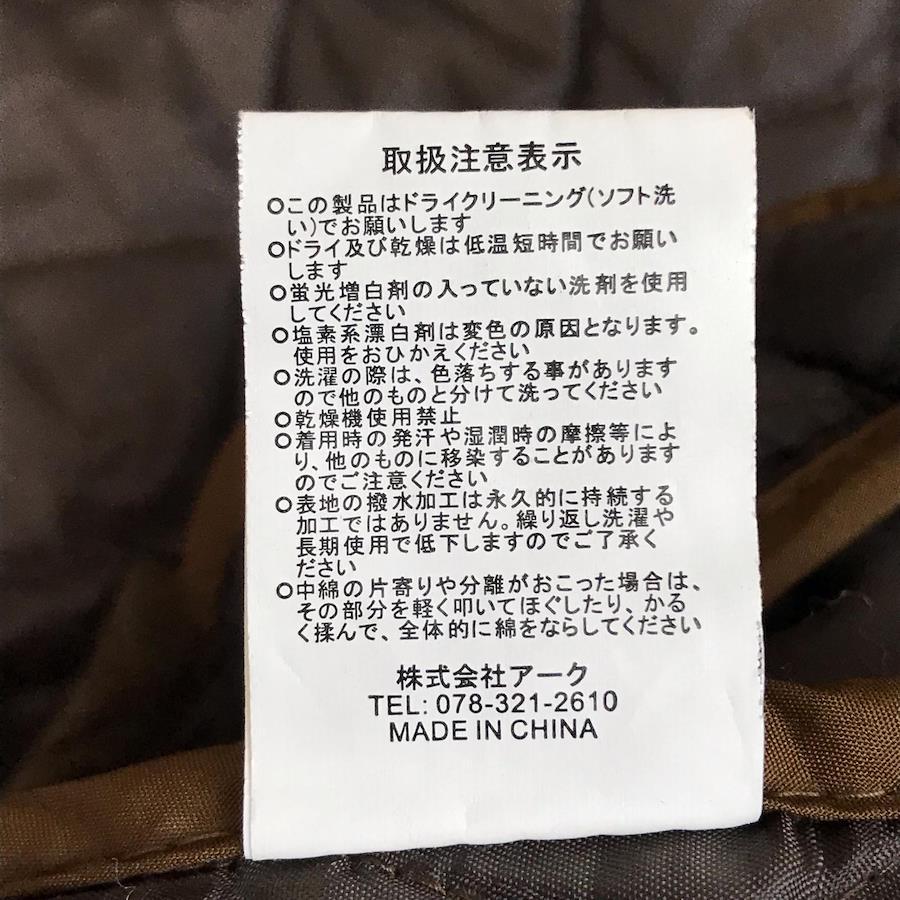 取扱注意表示
○この製品はドライクリーニング(ソフト洗
い)でお願いします
○ドライ及び乾燥は低温短時間でお願い
します
○蛍光増白剤の入っていない洗剤を使用
してください
○塩素系漂白剤は変色の原因となります。
使用をおひかえください
○洗濯の際は、色落ちする事があります
ので他のものと分けて洗ってください
○乾燥機使用禁止
○着用時の発汗や湿潤時の摩擦等によ
り、他のものに移染することがあります
のでご注意ください
○表地の撥水加工は永久的に持続する
加工ではありません。繰り返し洗濯や
長期使用で低下しますのでご了承く
ださい
○中綿の片寄りや分離がおこった場合は、
その部分を軽く叩いてほぐしたり、かる
く揉んで、全体的に綿をならしてください
株式会社アーク
TEL: 078-321-2610
MADE IN CHINA